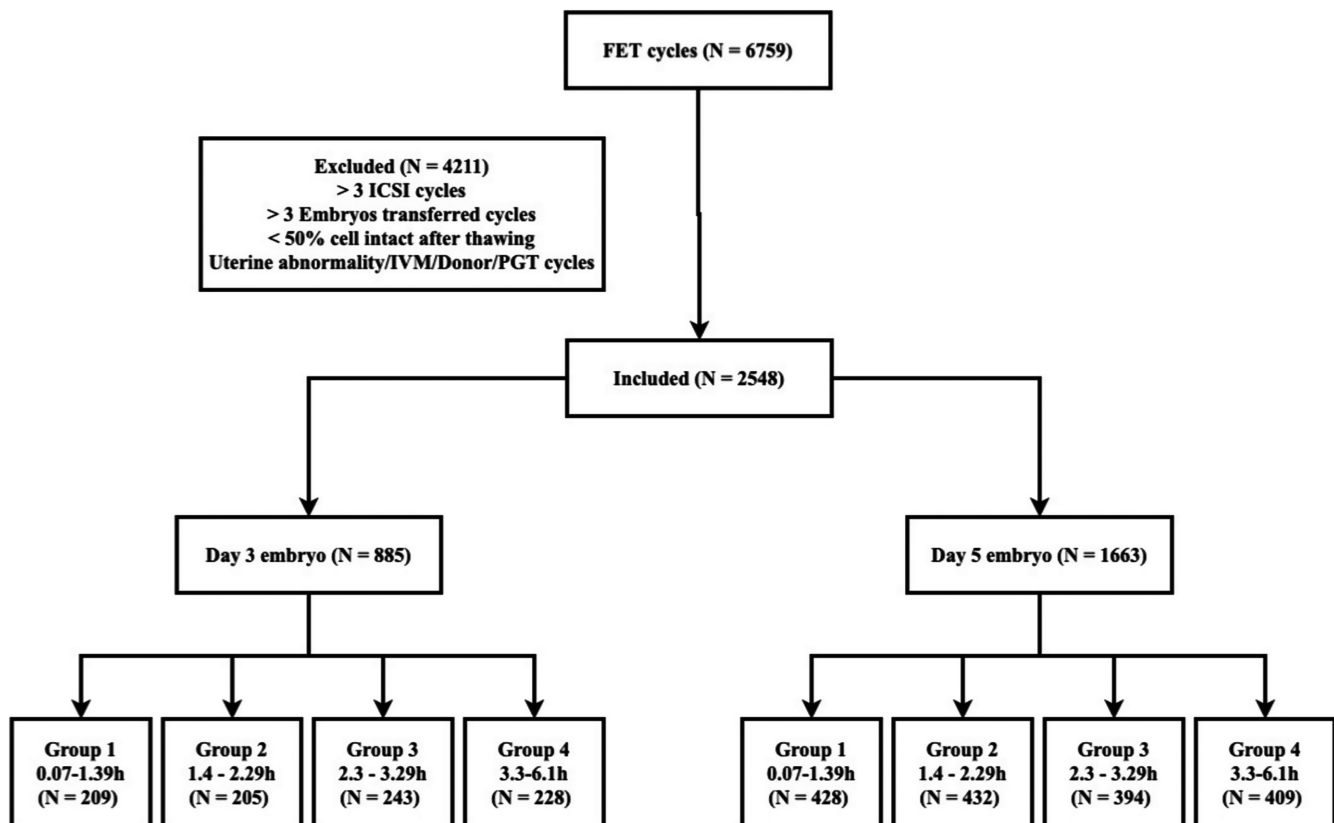 FET cycles (N = 6759)
Excluded (N = 4211)
> 3 ICSI cycles
> 3 Embryos transferred cycles
< 50% cell intact after thawing
Uterine abnormality/IVM/Donor/PGT cycles
Included (N = 2548)
Day 3 embryo (N = 885)
Day 5 embryo (N = 1663)
Group 1
0.07-1.39h
(N = 209)
Group 2
1.4 - 2.29h
(N = 205)
Group 3
2.3 - 3.29h
(N = 243)
Group 4
3.3-6.1h
(N = 228)
Group 1
0.07-1.39h
(N = 428)
Group 2
1.4 - 2.29h
(N = 432)
Group 3
2.3 - 3.29h
(N = 394)
Group 4
3.3-6.1h
(N = 409)